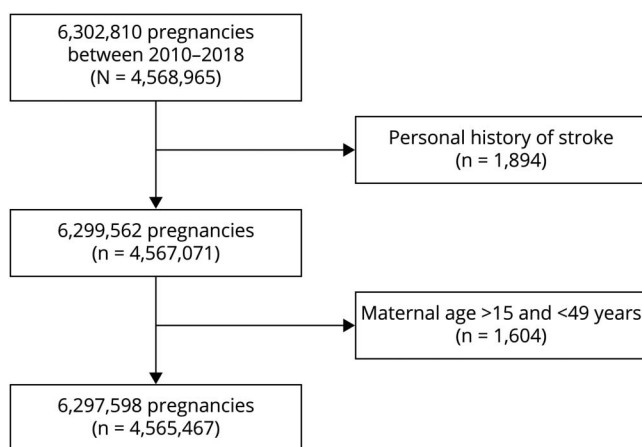 6,302,810 pregnancies
between 2010–2018
(N = 4,568,965)
Personal history of stroke
(n = 1,894)
6,299,562 pregnancies
(n = 4,567,071)
Maternal age >15 and <49 years
(n = 1,604)
6,297,598 pregnancies
(n = 4,565,467)